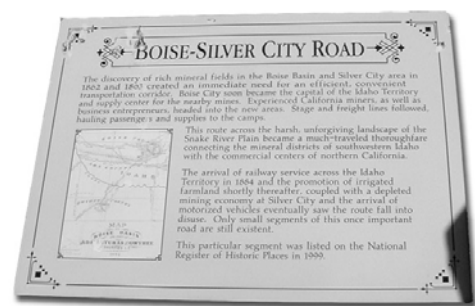 BOISE-SILVER CITY ROAD
The discovery of rich mineral fields in the Boise Basin and Silver City area in
1862 and 1863 created an immediate need for an efficient, convenient
transportation corridor. Boise City soon became the capital of the Idaho Territory
and supply center for the nearby mines. Experienced California miners, as well as
business entrepreneurs, headed into the new areas. Stage and freight lines followed,
hauling passengers and supplies to the camps.
This route across the harsh, unforgiving landscape of the
Snake River Plain became a much-traveled thoroughfare
connecting the mineral districts of southwestern Idaho
with the commercial centers of northern California.
The arrival of railway service across the Idaho
Territory in 1884 and the promotion of irrigated
farmland shortly thereafter, coupled with a depleted
mining economy at Silver City and the arrival of
motorized vehicles eventually saw the route fall into
disuse. Only small segments of this once important
road are still existent.
This particular segment was listed on the National
Register of Historic Places in 1999.
MAP
BOISE BASIN